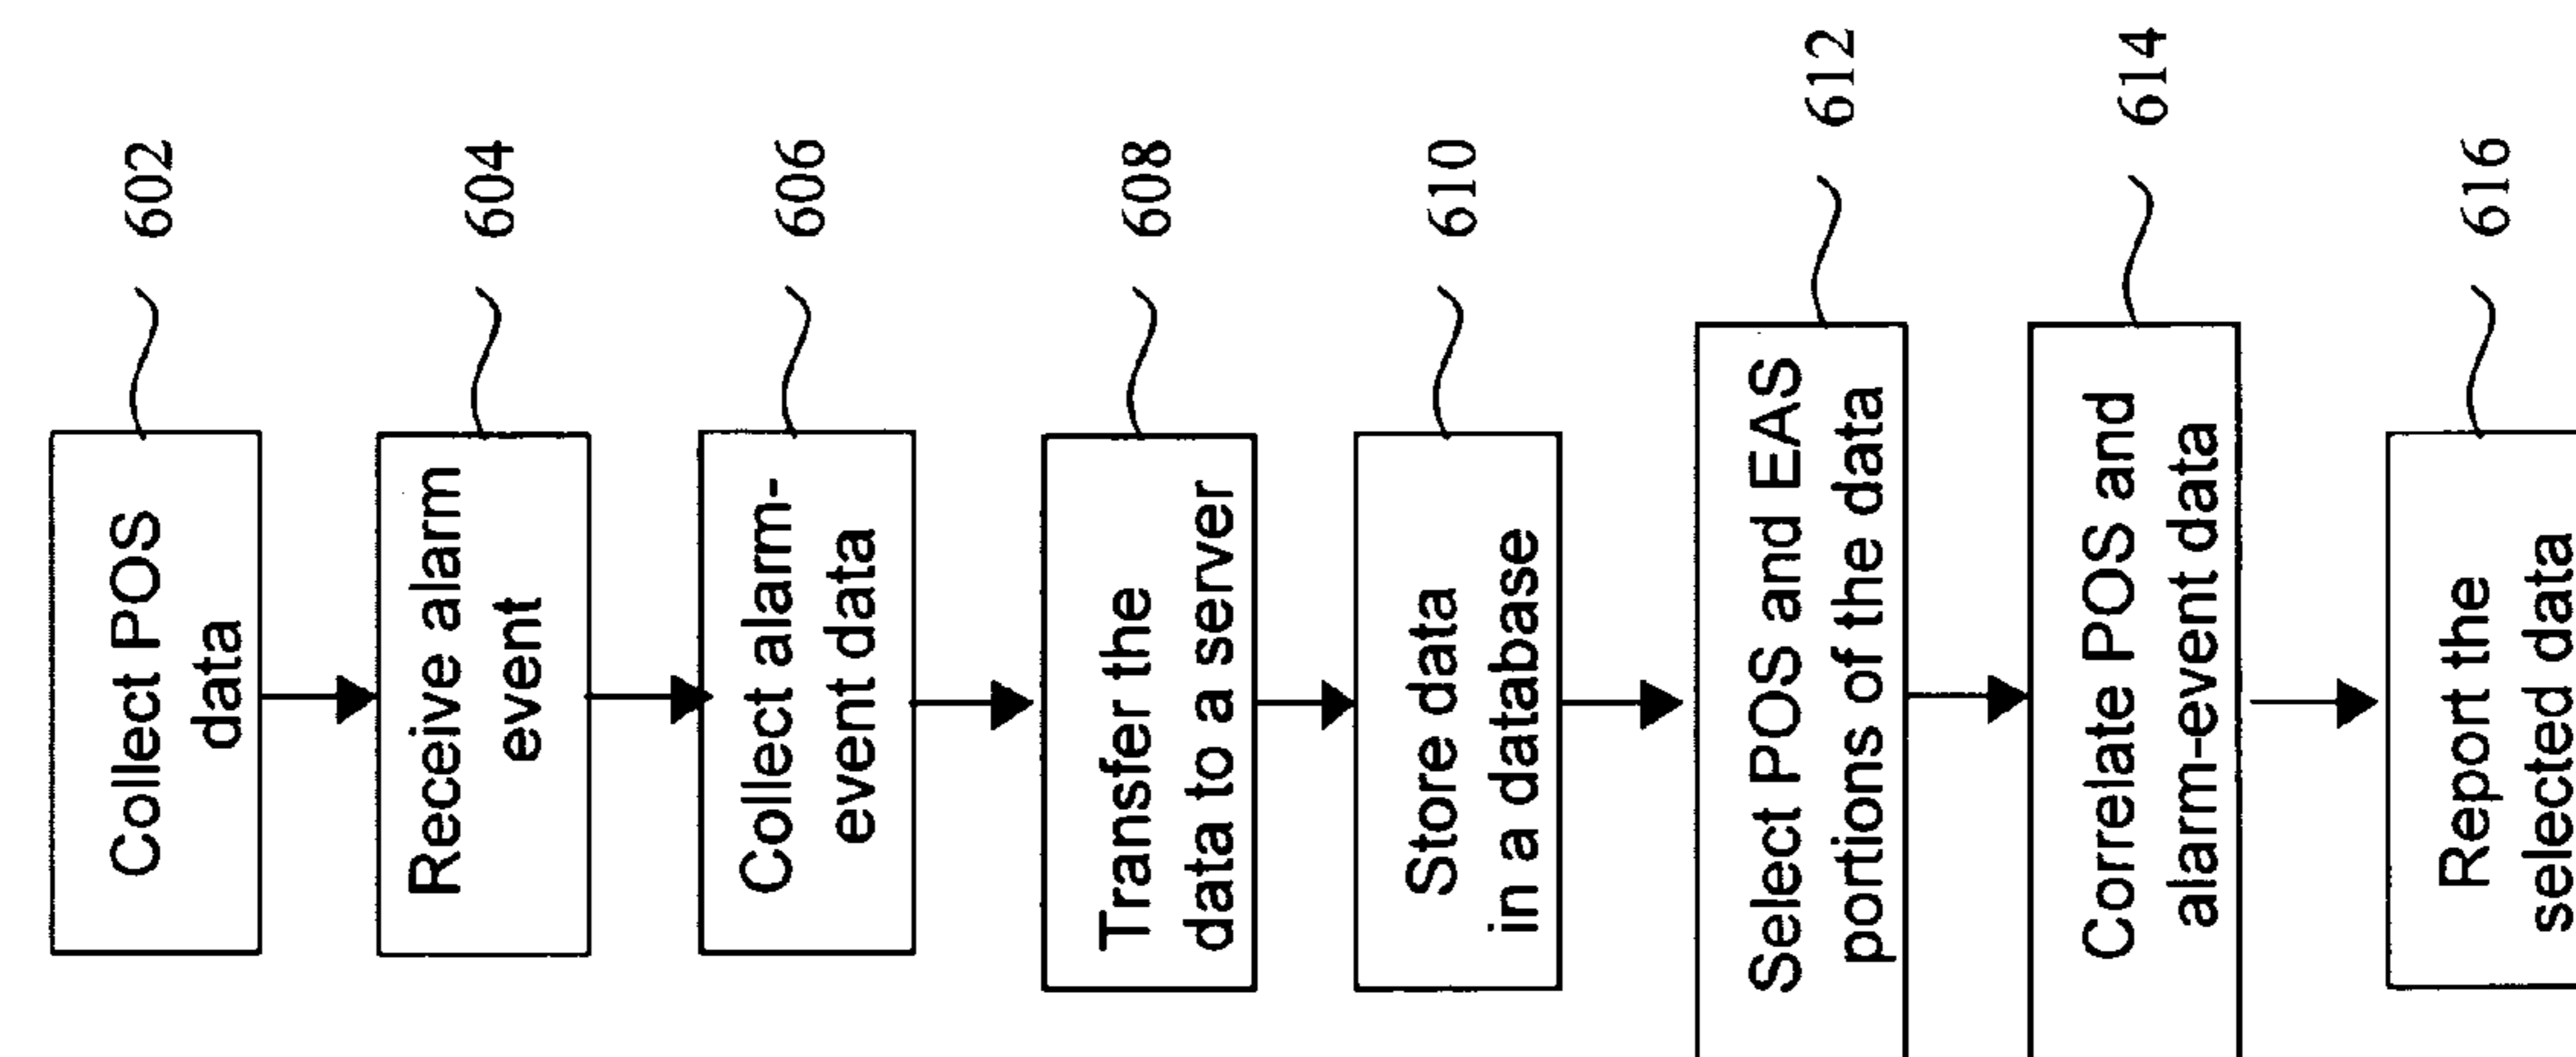 Collect POS
data
602
Receive alarm
event
604
Collect alarm-
event data
606
Transfer the
data to a server
608
Store data
in a database
610
Select POS and EAS
portions of the data
612
Correlate POS and
alarm-event data
614
Report the
selected data
616